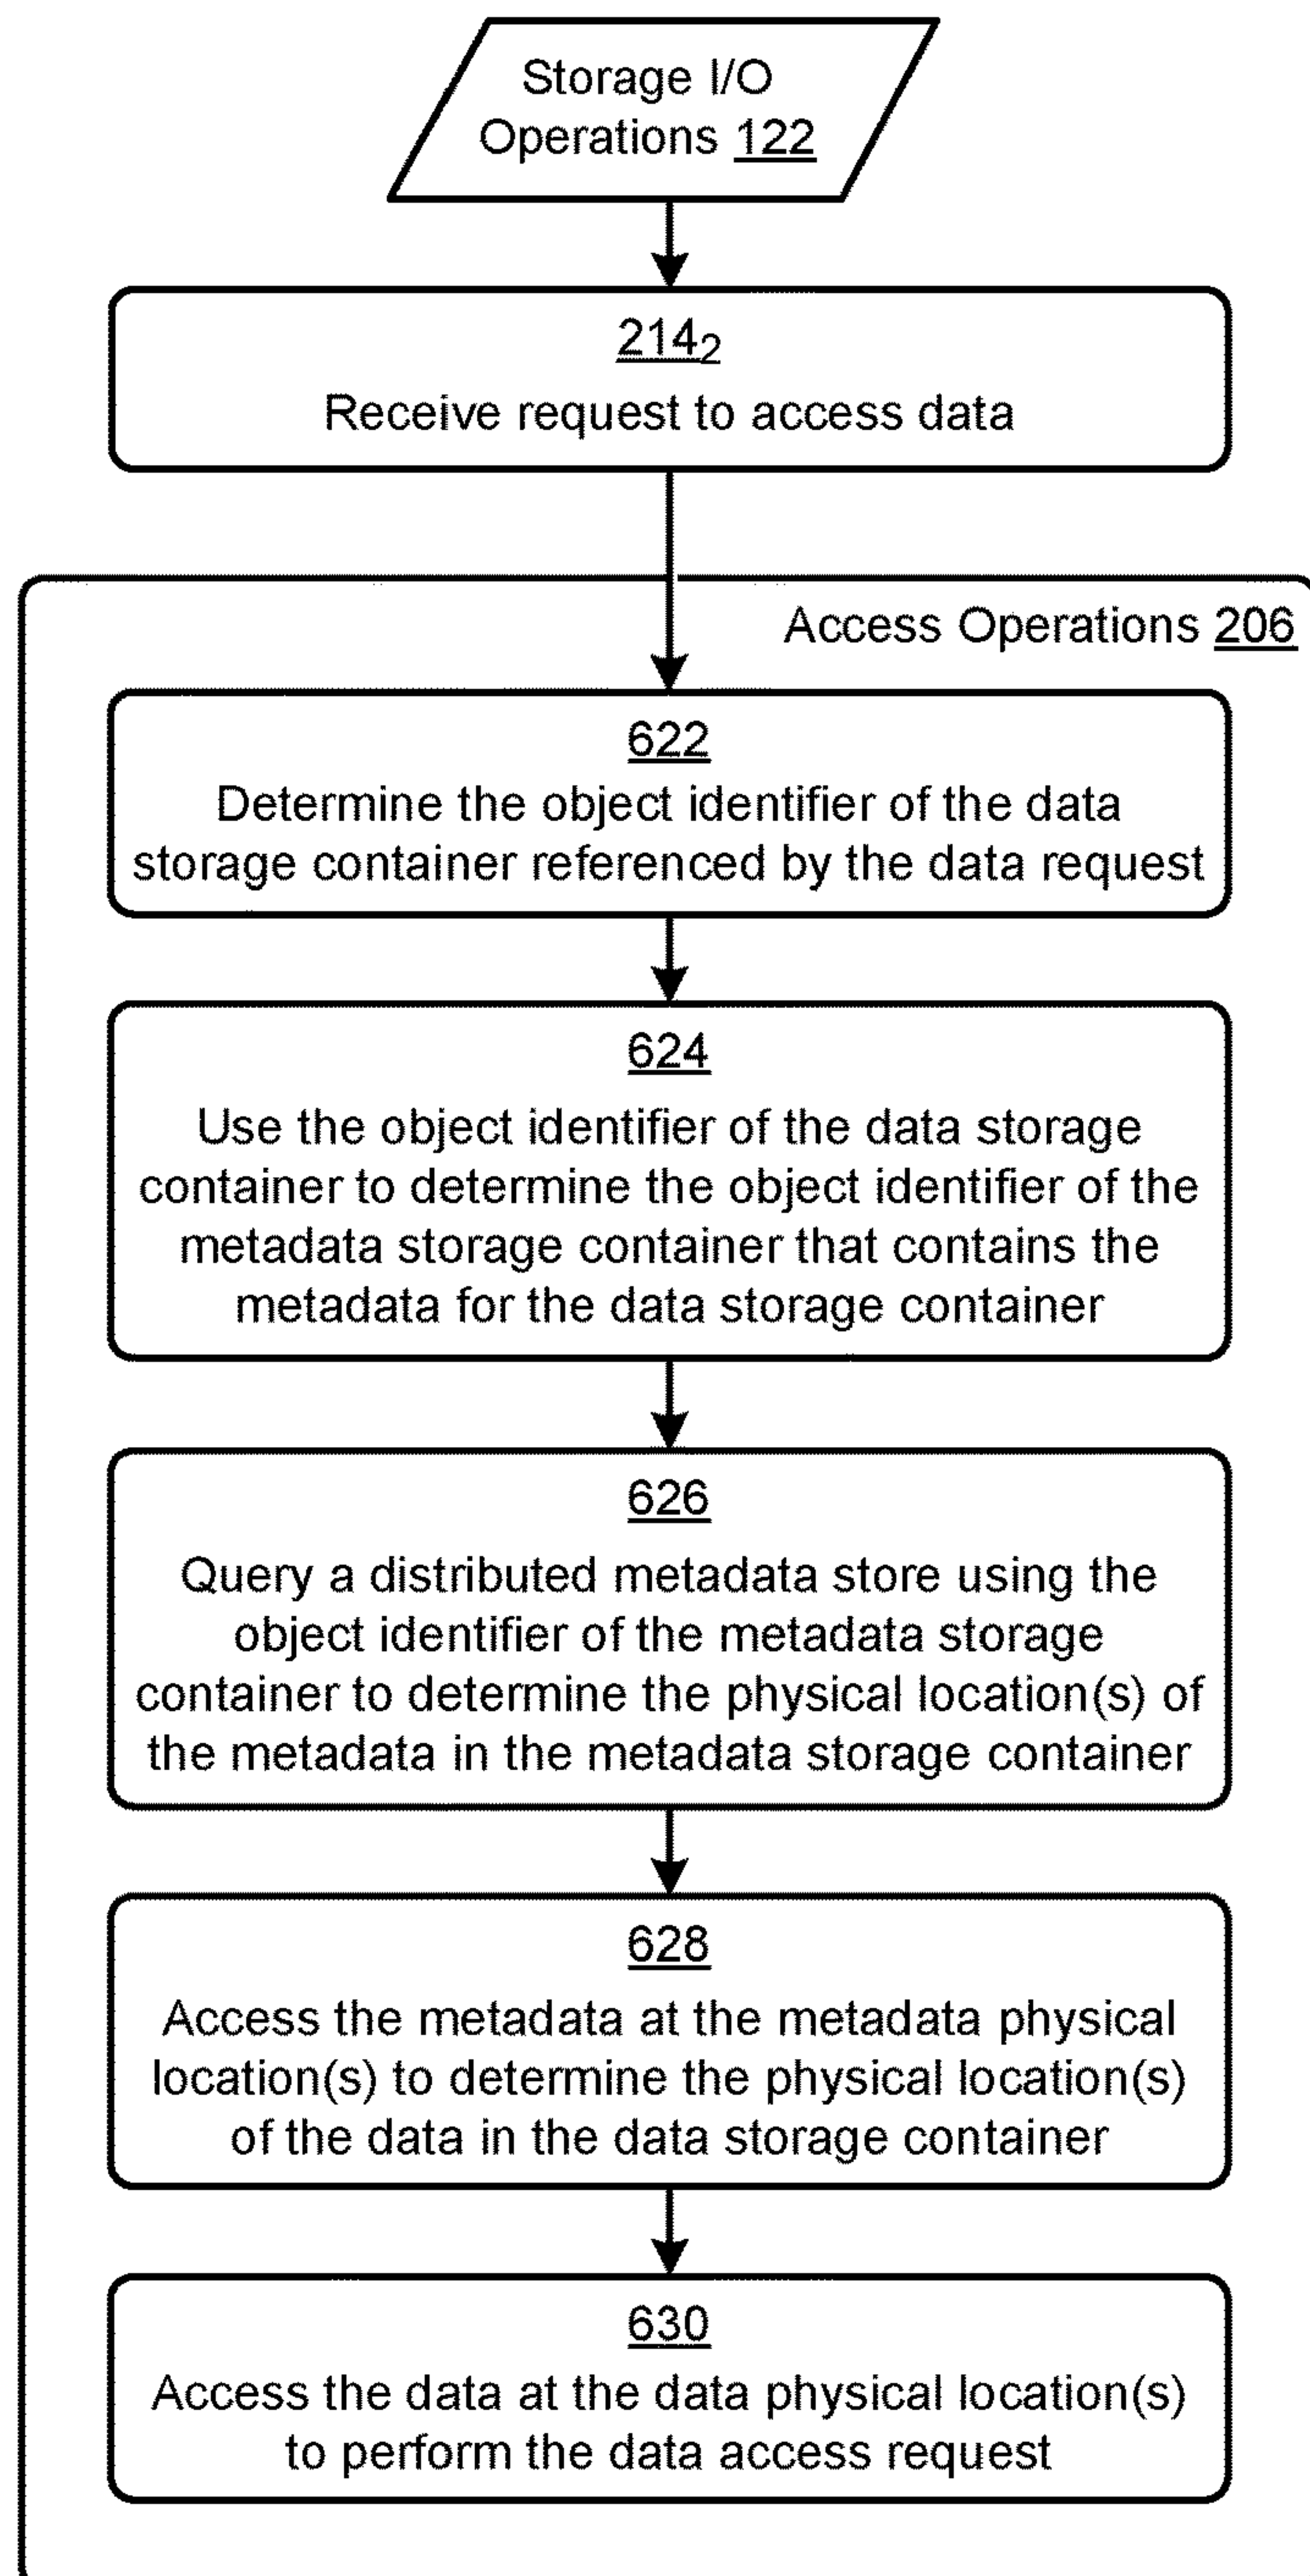 Storage I/O
Operations 122
214₂
Receive request to access data
Access Operations 206
622
Determine the object identifier of the data
storage container referenced by the data request
624
Use the object identifier of the data storage
container to determine the object identifier of the
metadata storage container that contains the
metadata for the data storage container
626
Query a distributed metadata store using the
object identifier of the metadata storage
container to determine the physical location(s) of
the metadata in the metadata storage container
628
Access the metadata at the metadata physical
location(s) to determine the physical location(s)
of the data in the data storage container
630
Access the data at the data physical location(s)
to perform the data access request